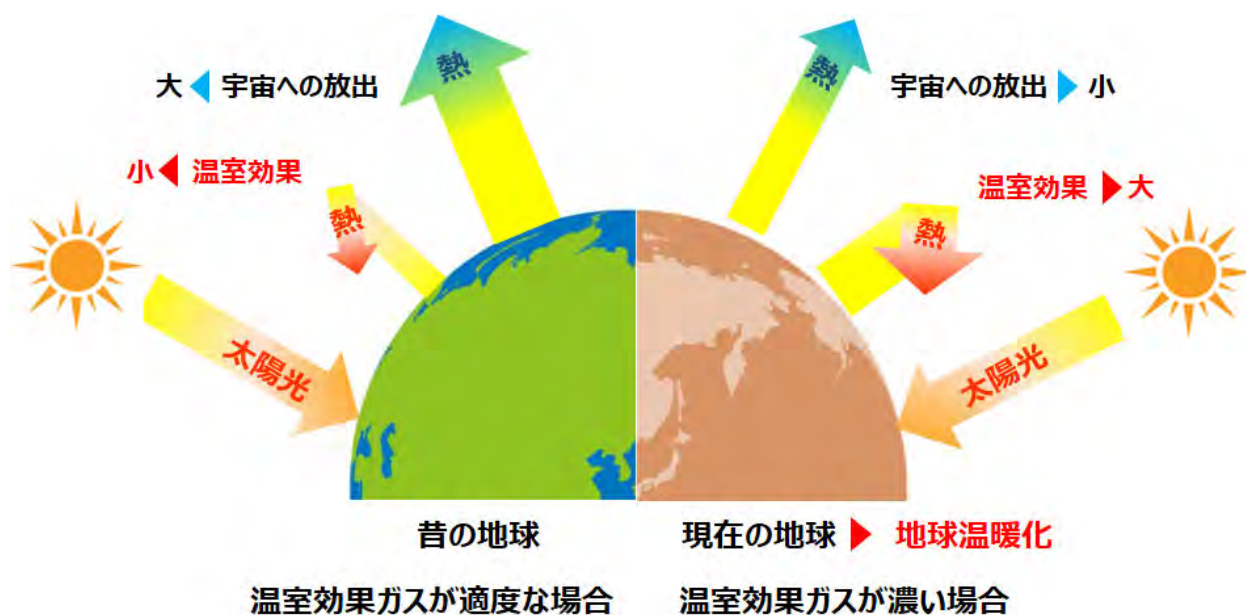 熱
大 ◀ 宇宙への放出
小 ◀ 温室効果
熱
太陽光
熱
宇宙への放出 ▶ 小
温室効果 ▶ 大
熱
太陽光
昔の地球
温室効果ガスが適度な場合
現在の地球 ▶ 地球温暖化
温室効果ガスが濃い場合